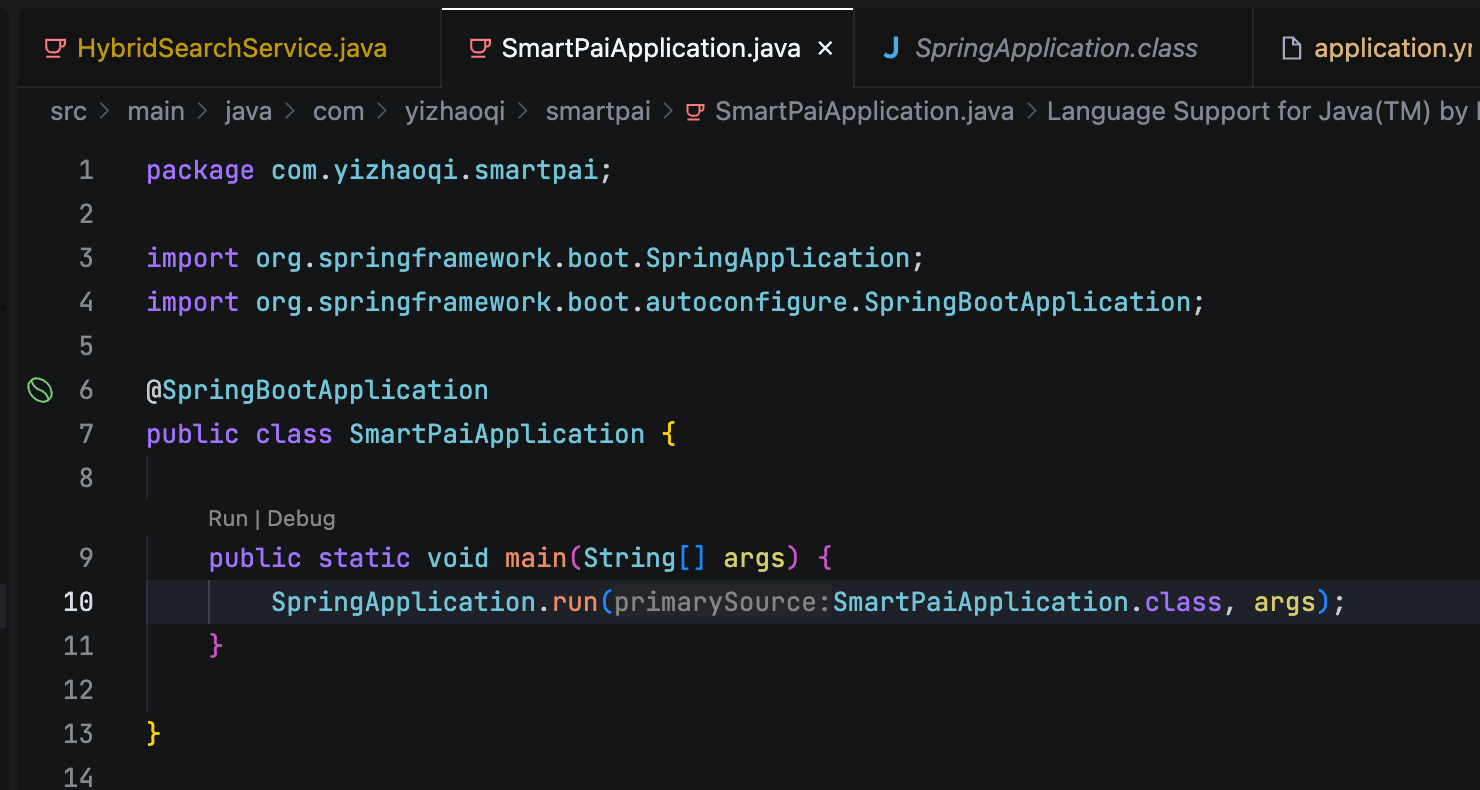 HybridSearchService.java
SmartPaiApplication.java ×
SpringApplication.class
src > main > java > com > yizhaoqi > smartpai > SmartPaiApplication.java > Language Support for Java(TM) by
1 package com.yizhaoqi.smartpai;
2
3 import org.springframework.boot.SpringApplication;
4 import org.springframework.boot.autoconfigure.SpringBootApplication;
5
6 @SpringBootApplication
7 public class SmartPaiApplication {
8
Run | Debug
9 public static void main(String[] args) {
10 SpringApplication.run(primarySource:SmartPaiApplication.class, args);
11 }
12
13 }
14